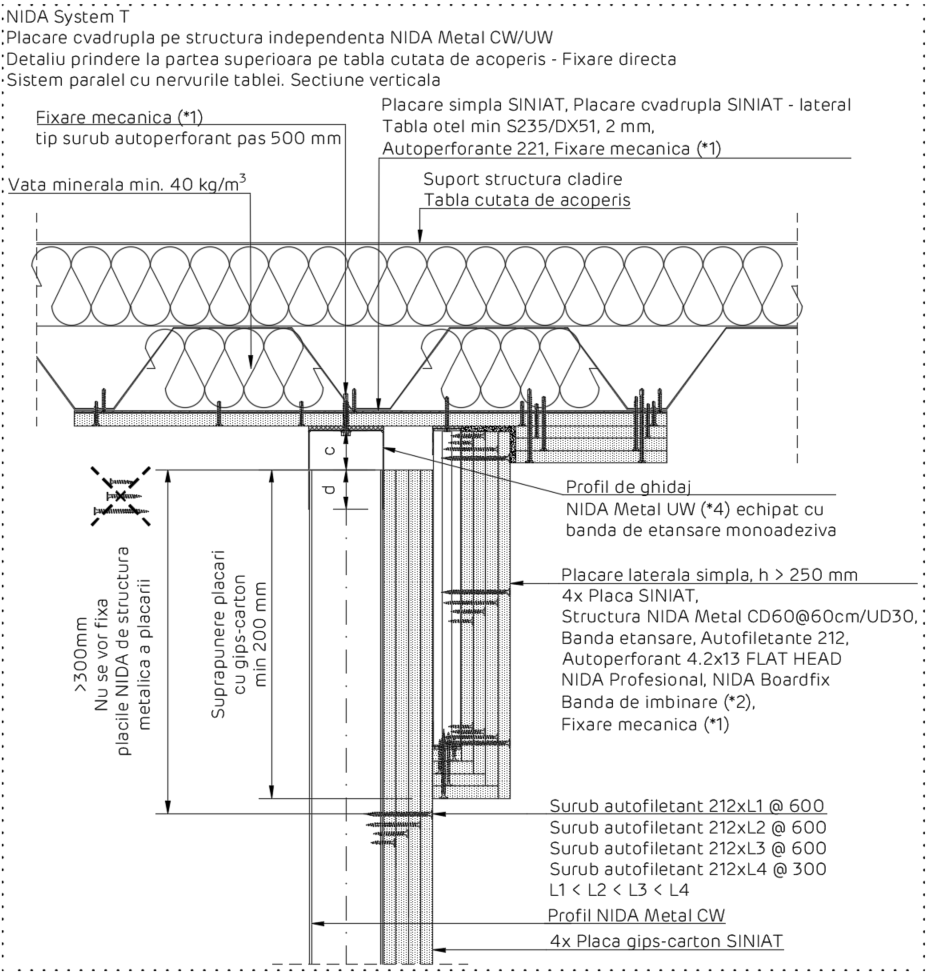 NIDA System T
Placare cvadrupla pe structura independenta NIDA Metal CW/UW
Detaliu prindere la partea superioara pe tabla cutata de acoperis - Fixare directa
Sistem paralel cu nervurile tablei. Sectiune verticala
Fixare mecanica (*1)
tip surub autoperforant pas 500 mm
Placare simpla SINIAT, Placare cvadrupla SINIAT - lateral
Tabla otel min S235/DX51, 2 mm,
Autoperforante 221, Fixare mecanica (*1)
Vata minerala min. 40 kg/m³
Suport structura cladire
Tabla cutata de acoperis
c
d
Profil de ghidaj
NIDA Metal UW (*4) echipat cu
banda de etansare monoadeziva
>300mm
Nu se vor fixa
placile NIDA de structura
metalica a placarii
Suprapunere placari
cu gips-carton
min 200 mm
Placare laterala simpla, h > 250 mm
4x Placa SINIAT,
Structura NIDA Metal CD60@60cm/UD30,
Banda etansare, Autofiletante 212,
Autoperforant 4.2x13 FLAT HEAD
NIDA Profesional, NIDA Boardfix
Banda de imbinare (*2),
Fixare mecanica (*1)
Surub autofiletant 212xL1 @ 600
Surub autofiletant 212xL2 @ 600
Surub autofiletant 212xL3 @ 600
Surub autofiletant 212xL4 @ 300
L1 < L2 < L3 < L4
Profil NIDA Metal CW
4x Placa gips-carton SINIAT